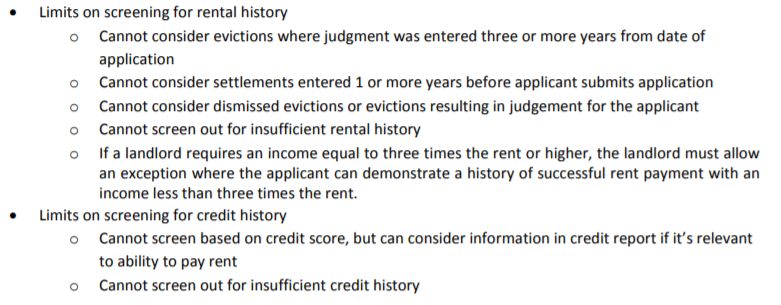 • Limits on screening for rental history
o Cannot consider evictions where judgment was entered three or more years from date of
application
o Cannot consider settlements entered 1 or more years before applicant submits application
o Cannot consider dismissed evictions or evictions resulting in judgement for the applicant
o Cannot screen out for insufficient rental history
o If a landlord requires an income equal to three times the rent or higher, the landlord must allow
an exception where the applicant can demonstrate a history of successful rent payment with an
income less than three times the rent.
• Limits on screening for credit history
o Cannot screen based on credit score, but can consider information in credit report if it’s relevant
to ability to pay rent
o Cannot screen out for insufficient credit history